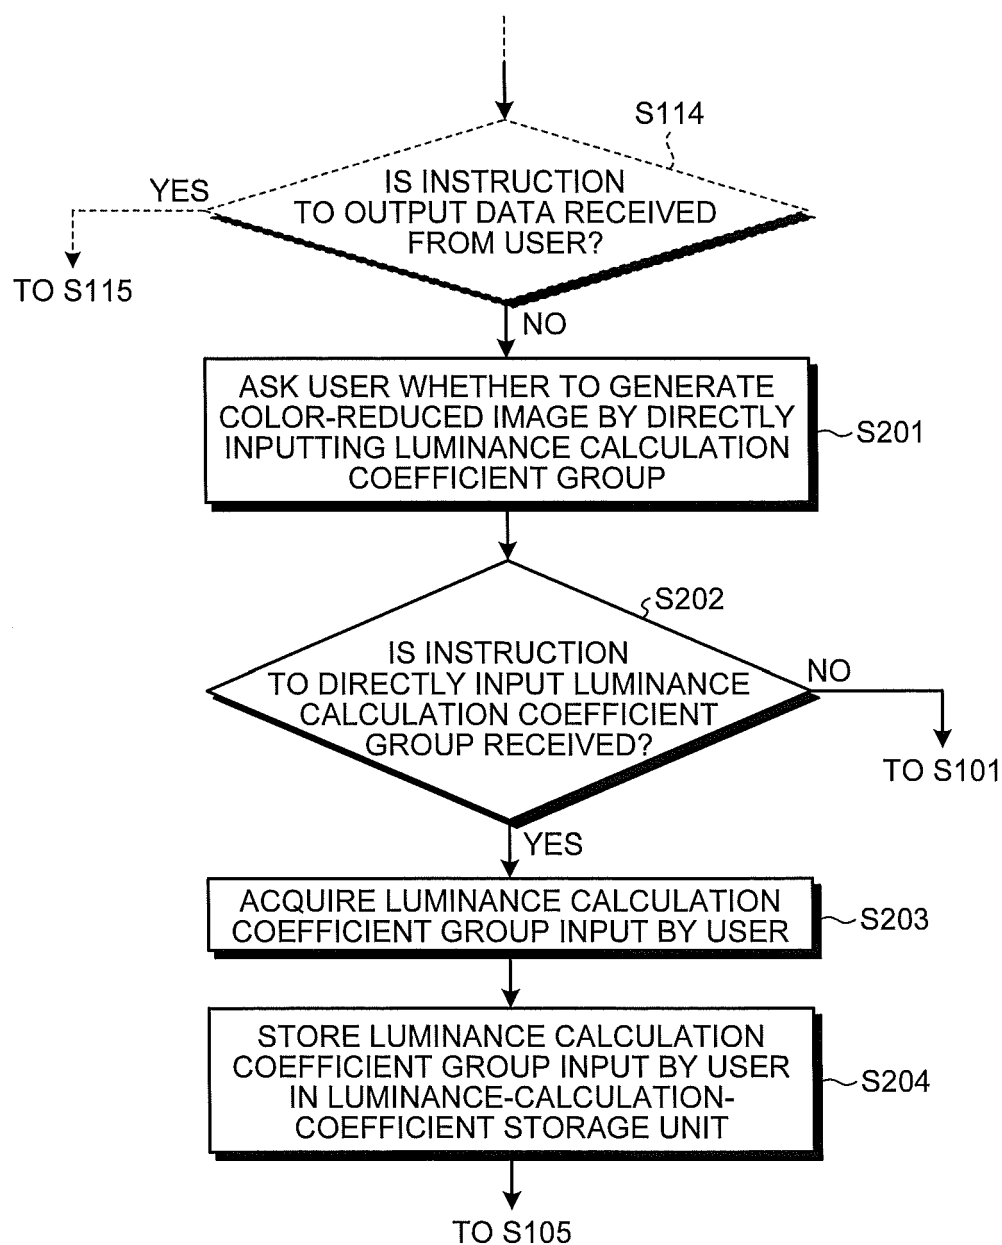 S114
YES
IS INSTRUCTION
TO OUTPUT DATA RECEIVED
FROM USER?
TO S115
NO
ASK USER WHETHER TO GENERATE
COLOR-REDUCED IMAGE BY DIRECTLY
INPUTTING LUMINANCE CALCULATION
COEFFICIENT GROUP
S201
S202
IS INSTRUCTION
TO DIRECTLY INPUT LUMINANCE
CALCULATION COEFFICIENT
GROUP RECEIVED?
NO
TO S101
YES
ACQUIRE LUMINANCE CALCULATION
COEFFICIENT GROUP INPUT BY USER
S203
STORE LUMINANCE CALCULATION
COEFFICIENT GROUP INPUT BY USER
IN LUMINANCE-CALCULATION-
COEFFICIENT STORAGE UNIT
S204
TO S105